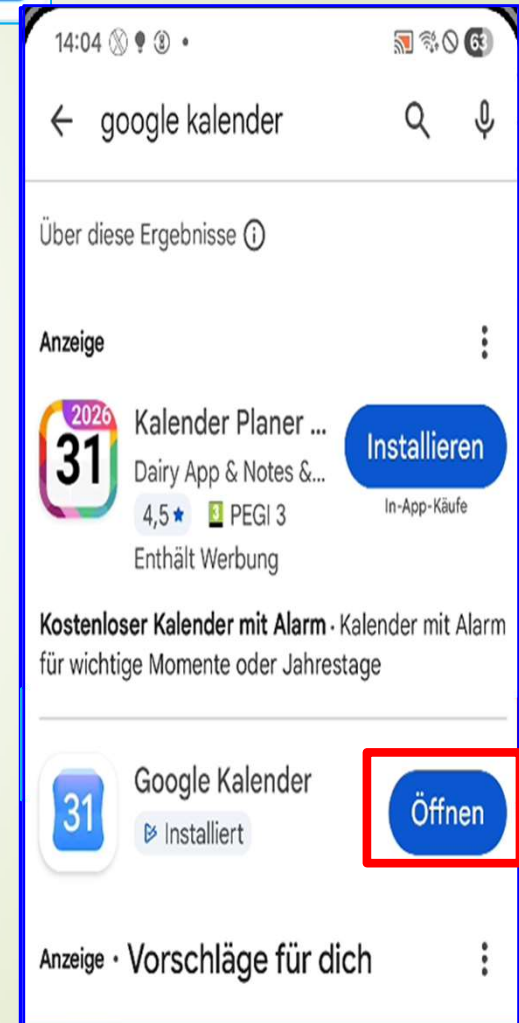 14:04
63
google kalender
Über diese Ergebnisse
Anzeige
2026
31
Kalender Planer ...
Installieren
Dairy App & Notes &...
4,5★ 3 PEGI 3
In-App-Käufe
Enthält Werbung
Kostenloser Kalender mit Alarm · Kalender mit Alarm
für wichtige Momente oder Jahrestage
31
Google Kalender
Öffnen
Installiert
Anzeige · Vorschläge für dich